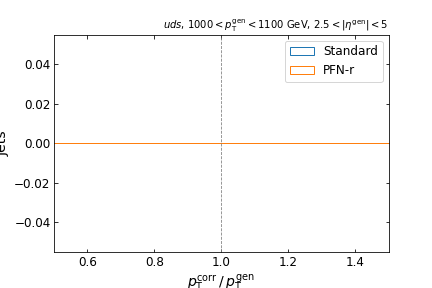 uds, 1000 < p_T^gen < 1100 GeV, 2.5 < |η^gen| < 5
Standard
PFN-r
0.04
0.02
0.00
−0.02
−0.04
Jets
0.6 0.8 1.0 1.2 1.4
p_T^corr / p_T^gen